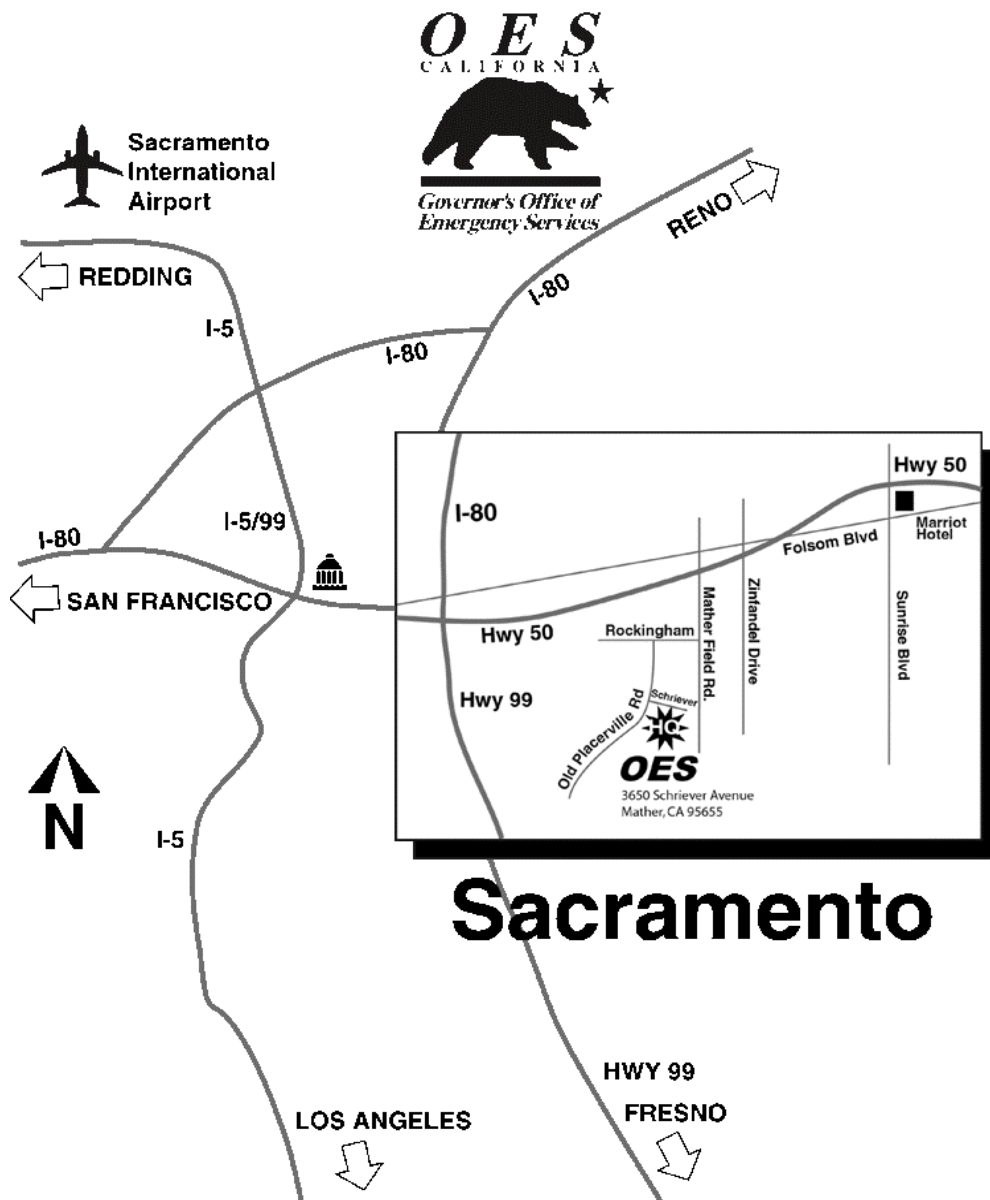 OES
CALIFORNIA
Governor's Office of
Emergency Services
Sacramento
International
Airport
RENO
REDDING
I-80
I-5
I-80
Hwy 50
I-80
I-5/99
Marriot
Hotel
I-80
Folsom Blvd
SAN FRANCISCO
Hwy 50
Rockingham
Mather Field Rd.
Zinfandel Drive
Sunrise Blvd
Hwy 99
Schriever
Old Placerville Rd
HQ
OES
3650 Schriever Avenue
Mather, CA 95655
N
I-5
Sacramento
HWY 99
FRESNO
LOS ANGELES